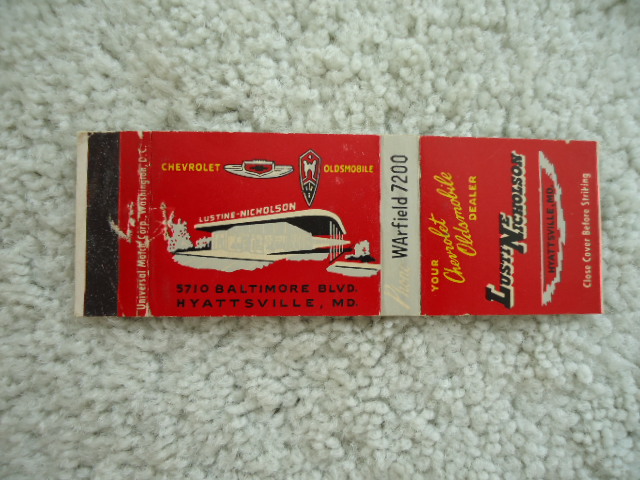 Universal Match Corp., Washington, D.C.
CHEVROLET
OLDSMOBILE
LUSTINE-NICHOLSON
5710 BALTIMORE BLVD.
HYATTSVILLE, MD.
Phone
WArfield 7200
YOUR
Chevrolet
Oldsmobile
DEALER
LUSTINE
NICHOLSON
HYATTSVILLE, MD.
Close Cover Before Striking